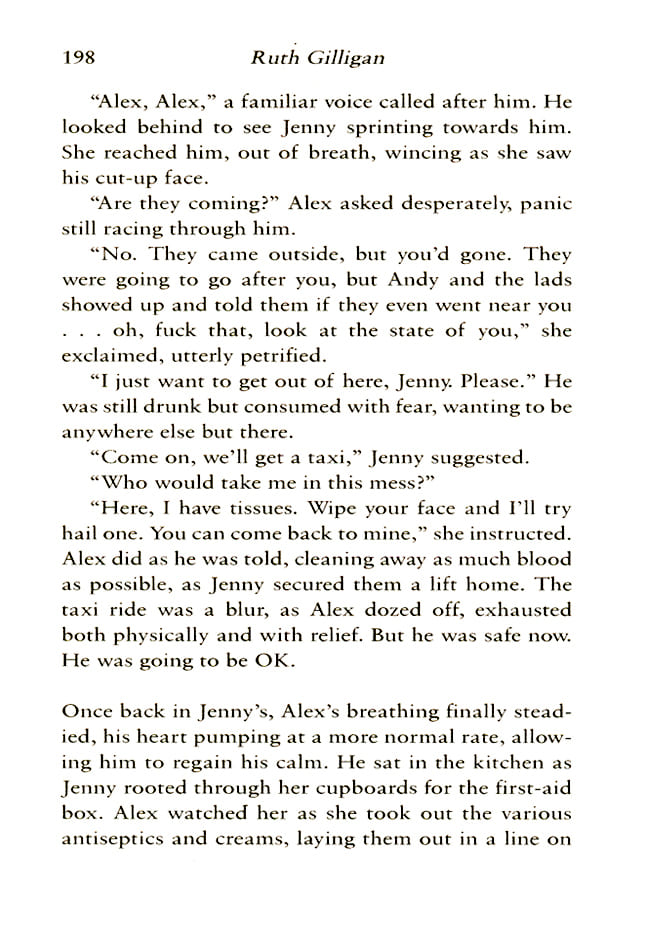 198 Ruth Gilligan
“Alex, Alex,” a familiar voice called after him. He
looked behind to see Jenny sprinting towards him.
She reached him, out of breath, wincing as she saw
his cut-up face.
“Are they coming?” Alex asked desperately, panic
still racing through him.
“No. They came outside, but you’d gone. They
were going to go after you, but Andy and the lads
showed up and told them if they even went near you
. . . oh, fuck that, look at the state of you,” she
exclaimed, utterly petrified.
“I just want to get out of here, Jenny. Please.” He
was still drunk but consumed with fear, wanting to be
anywhere else but there.
“Come on, we’ll get a taxi,” Jenny suggested.
“Who would take me in this mess?”
“Here, I have tissues. Wipe your face and I’ll try
hail one. You can come back to mine,” she instructed.
Alex did as he was told, cleaning away as much blood
as possible, as Jenny secured them a lift home. The
taxi ride was a blur, as Alex dozed off, exhausted
both physically and with relief. But he was safe now.
He was going to be OK.
Once back in Jenny’s, Alex’s breathing finally stead-
ied, his heart pumping at a more normal rate, allow-
ing him to regain his calm. He sat in the kitchen as
Jenny rooted through her cupboards for the first-aid
box. Alex watched her as she took out the various
antiseptics and creams, laying them out in a line on